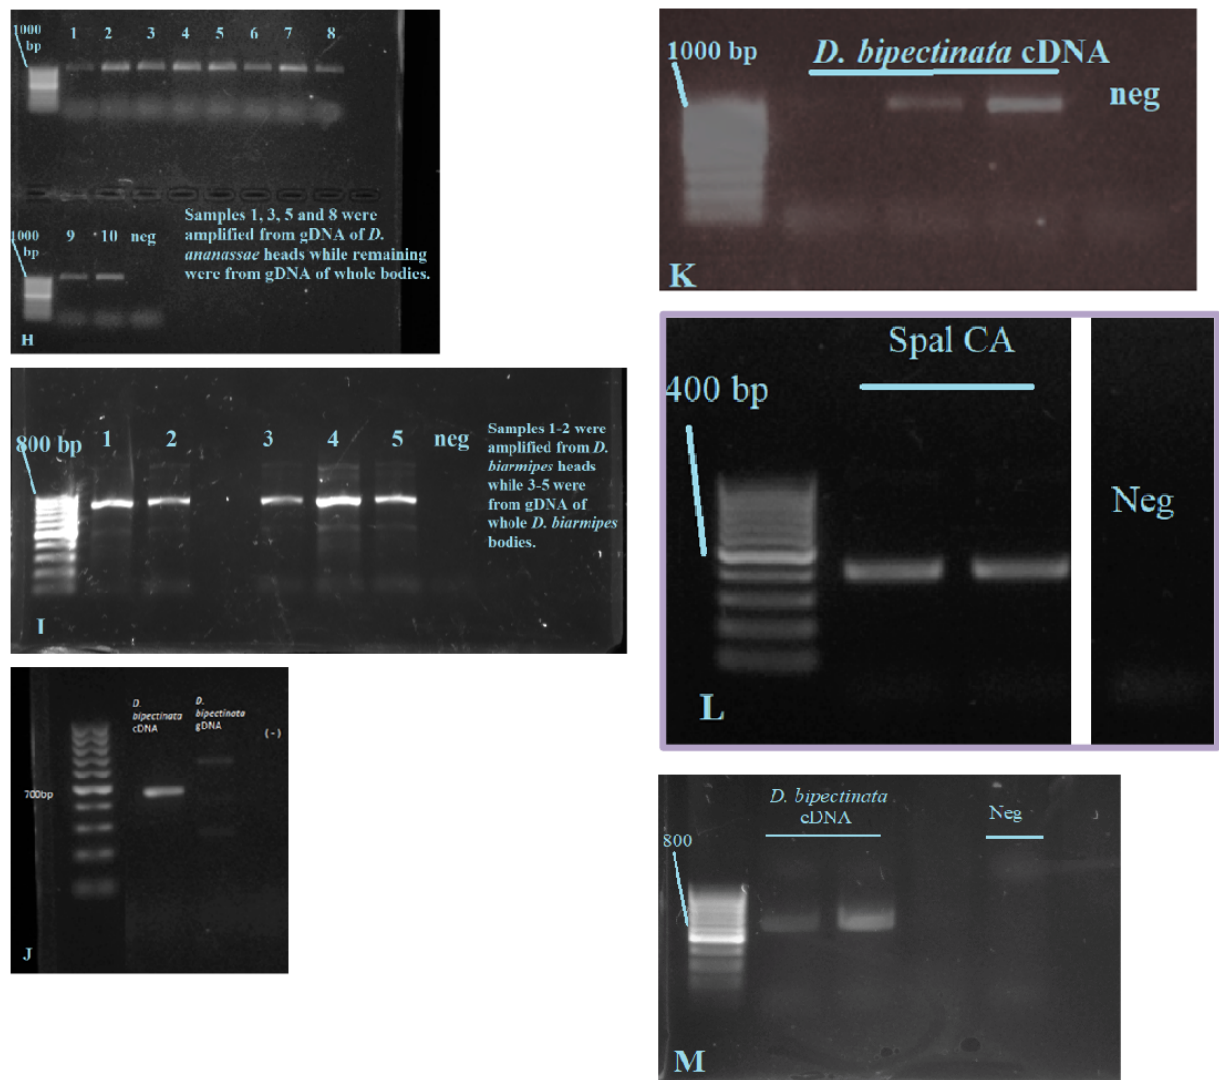 1000
bp
1 2 3 4 5 6 7 8
1000
bp
9 10 neg
Samples 1, 3, 5 and 8 were
amplified from gDNA of D.
ananassae heads while remaining
were from gDNA of whole bodies.
H
800 bp
1 2 3 4 5 neg
Samples 1-2 were
amplified from D.
biarmipes heads
while 3-5 were
from gDNA of
whole D. biarmipes
bodies.
I
D.
bipectinata
cDNA
D.
bipectinata
gDNA
(-)
700bp
J
1000 bp
D. bipectinata cDNA
neg
K
Spal CA
400 bp
Neg
L
D. bipectinata
cDNA
Neg
800
M